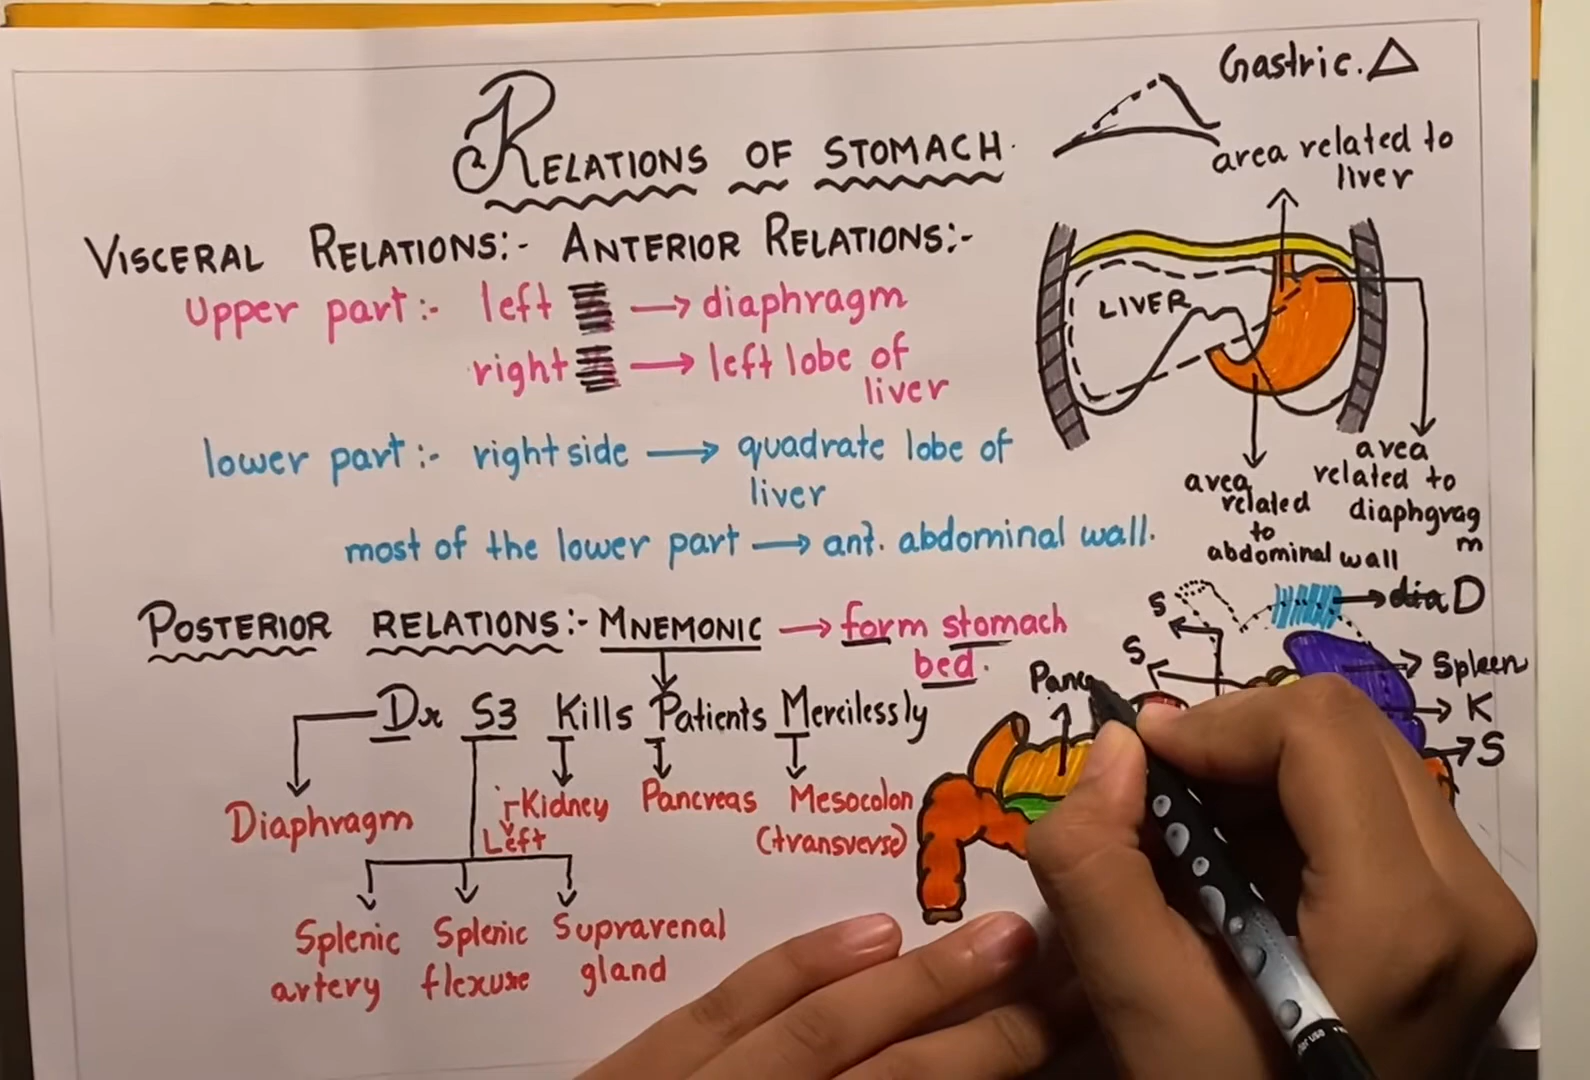 Gastric. △
RELATIONS OF STOMACH.
area related to
liver
VISCERAL RELATIONS:- ANTERIOR RELATIONS:-
Upper part:- left → diaphragm
right → left lobe of
liver
LIVER
lower part:- right side → quadrate lobe of
liver
most of the lower part → ant. abdominal wall.
area
related
to
abdominal wall
area
related to
diaphgrag
m
POSTERIOR RELATIONS:- MNEMONIC → form stomach
bed.
Dr S3 Kills Patients Mercilessly
Diaphragm
Kidney
Left
Pancreas
Mesocolon
(transverse)
Splenic
artery
Splenic
flexure
Supravenal
gland
S
S
D
Spleen
K
S
Panc